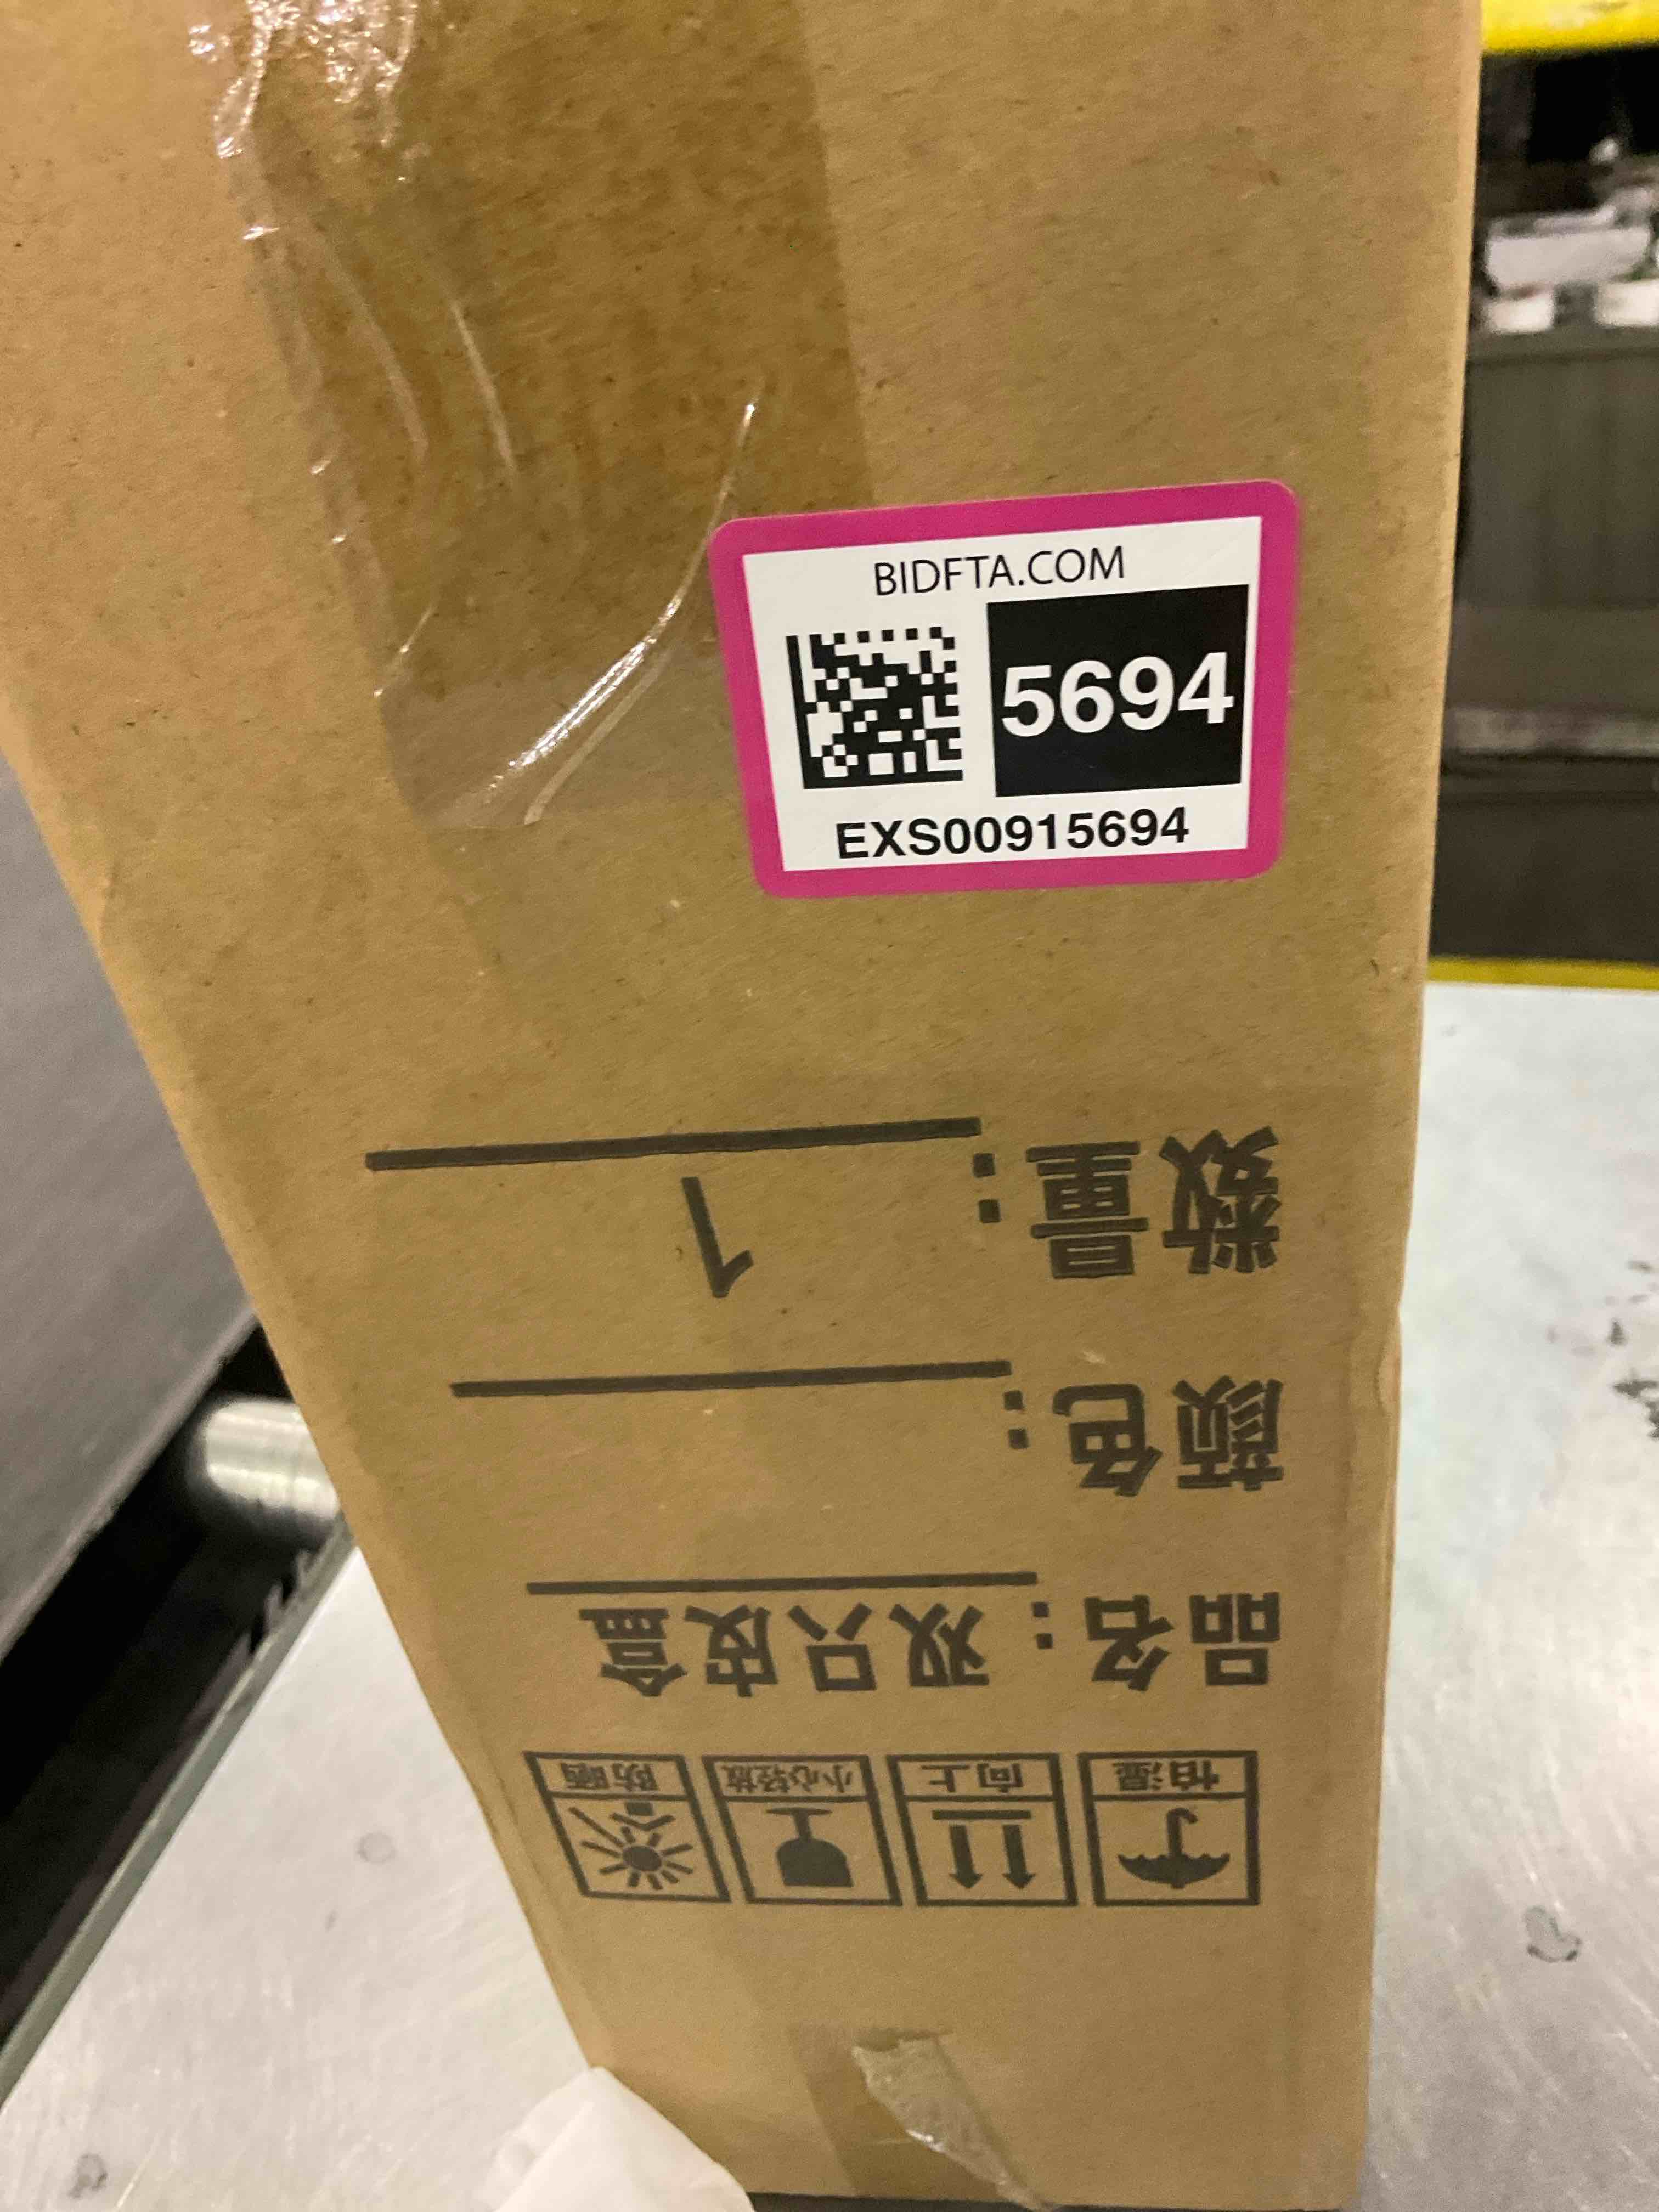 BIDFTA.COM
5694
EXS00915694
怕湿
向上
小心轻放
防晒
品名：双只皮盒
颜色：
数量：1